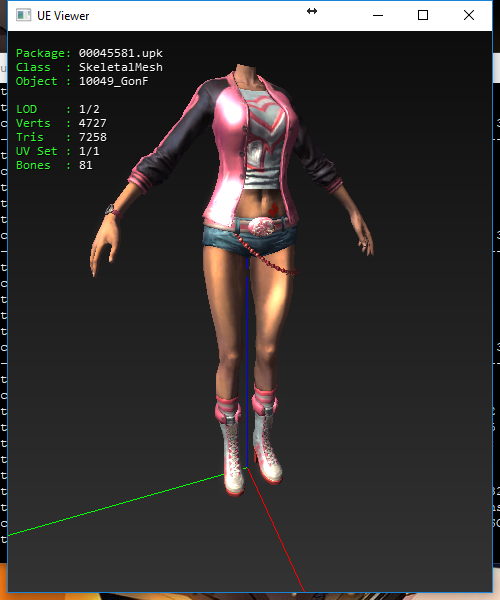 UE Viewer
Package: 00045581.upk
Class : SkeletalMesh
Object : 10049_GonF
LOD : 1/2
Verts : 4727
Tris : 7258
UV Set : 1/1
Bones : 81